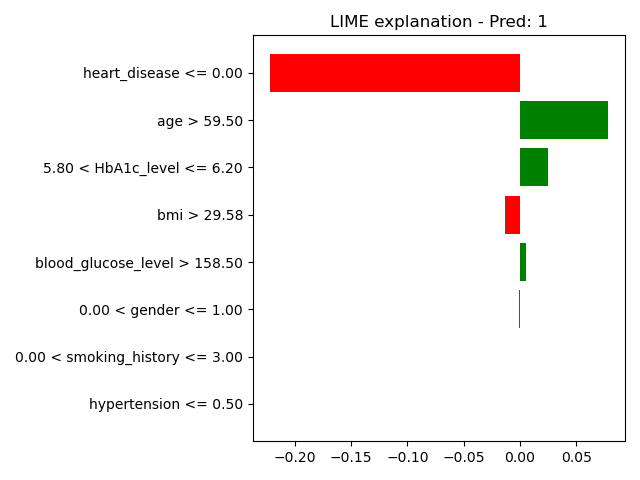 LIME explanation - Pred: 1
heart_disease <= 0.00
age > 59.50
5.80 < HbA1c_level <= 6.20
bmi > 29.58
blood_glucose_level > 158.50
0.00 < gender <= 1.00
0.00 < smoking_history <= 3.00
hypertension <= 0.50
−0.20 −0.15 −0.10 −0.05 0.00 0.05